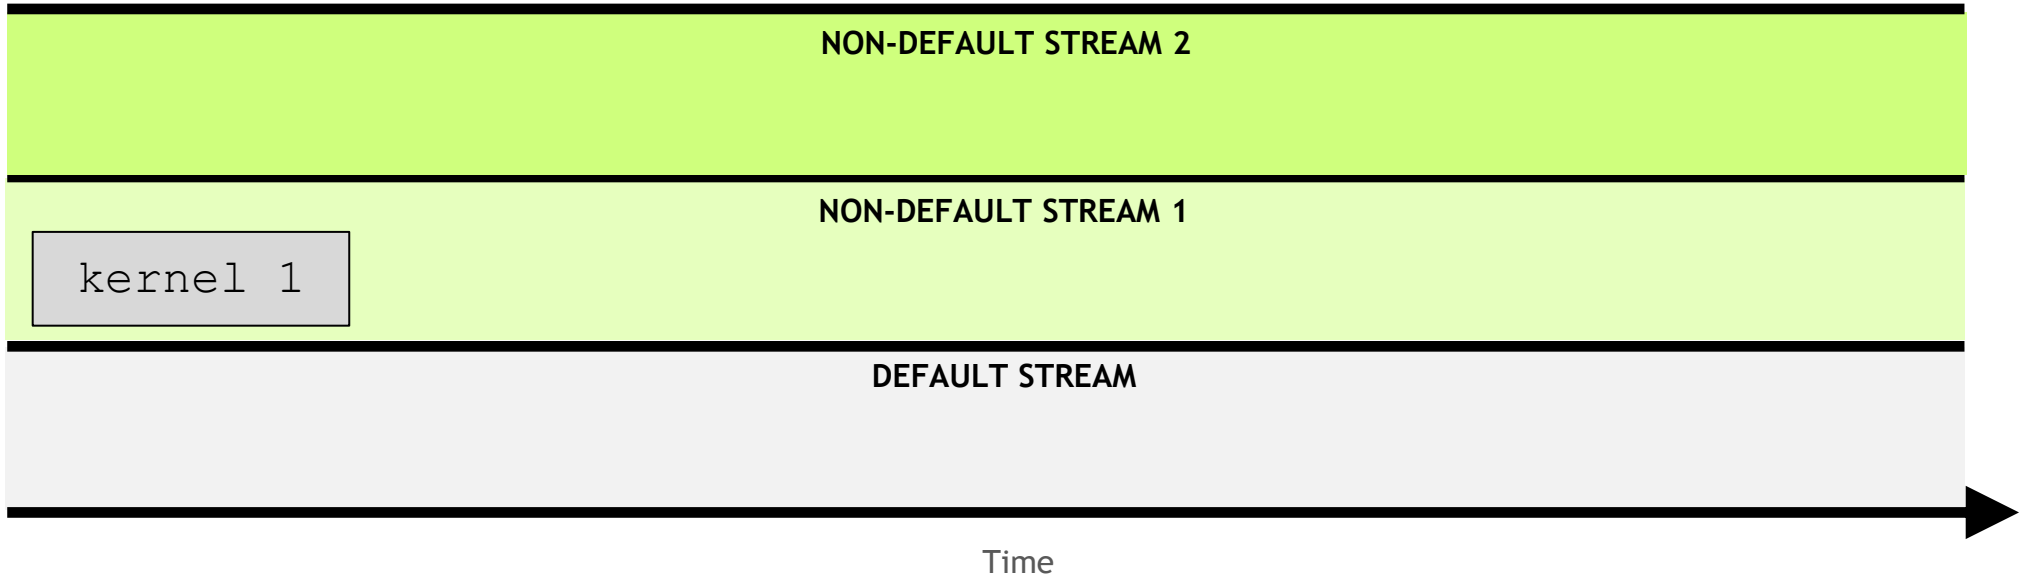 NON-DEFAULT STREAM 2
NON-DEFAULT STREAM 1
kernel 1
DEFAULT STREAM
Time